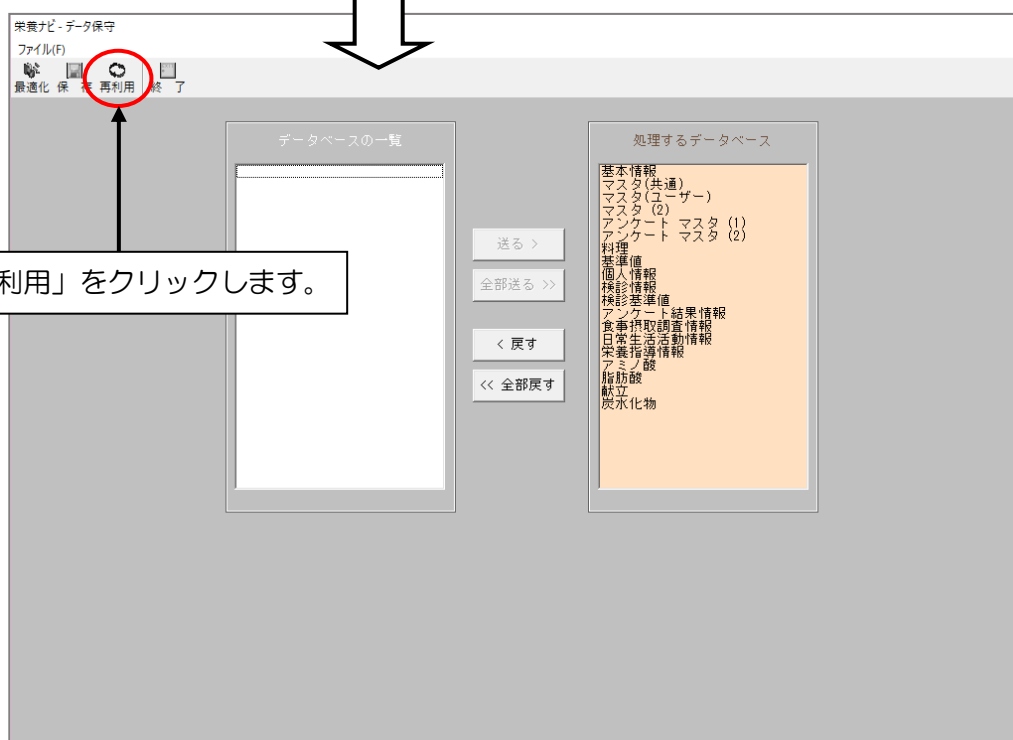 栄養ナビ - データ保守
ファイル(F)
最適化 保 存 再利用 終 了
データベースの一覧
処理するデータベース
基本情報
マスタ(共通)
マスタ(ユーザー)
マスタ (2)
アンケート マスタ (1)
アンケート マスタ (2)
料理
基準値
個人情報
検診情報
検診基準値
アンケート結果情報
食事摂取調査情報
日常生活活動情報
栄養指導情報
アミノ酸
脂肪酸
献立
炭水化物
送る >
全部送る >>
< 戻す
<< 全部戻す
利用」をクリックします。